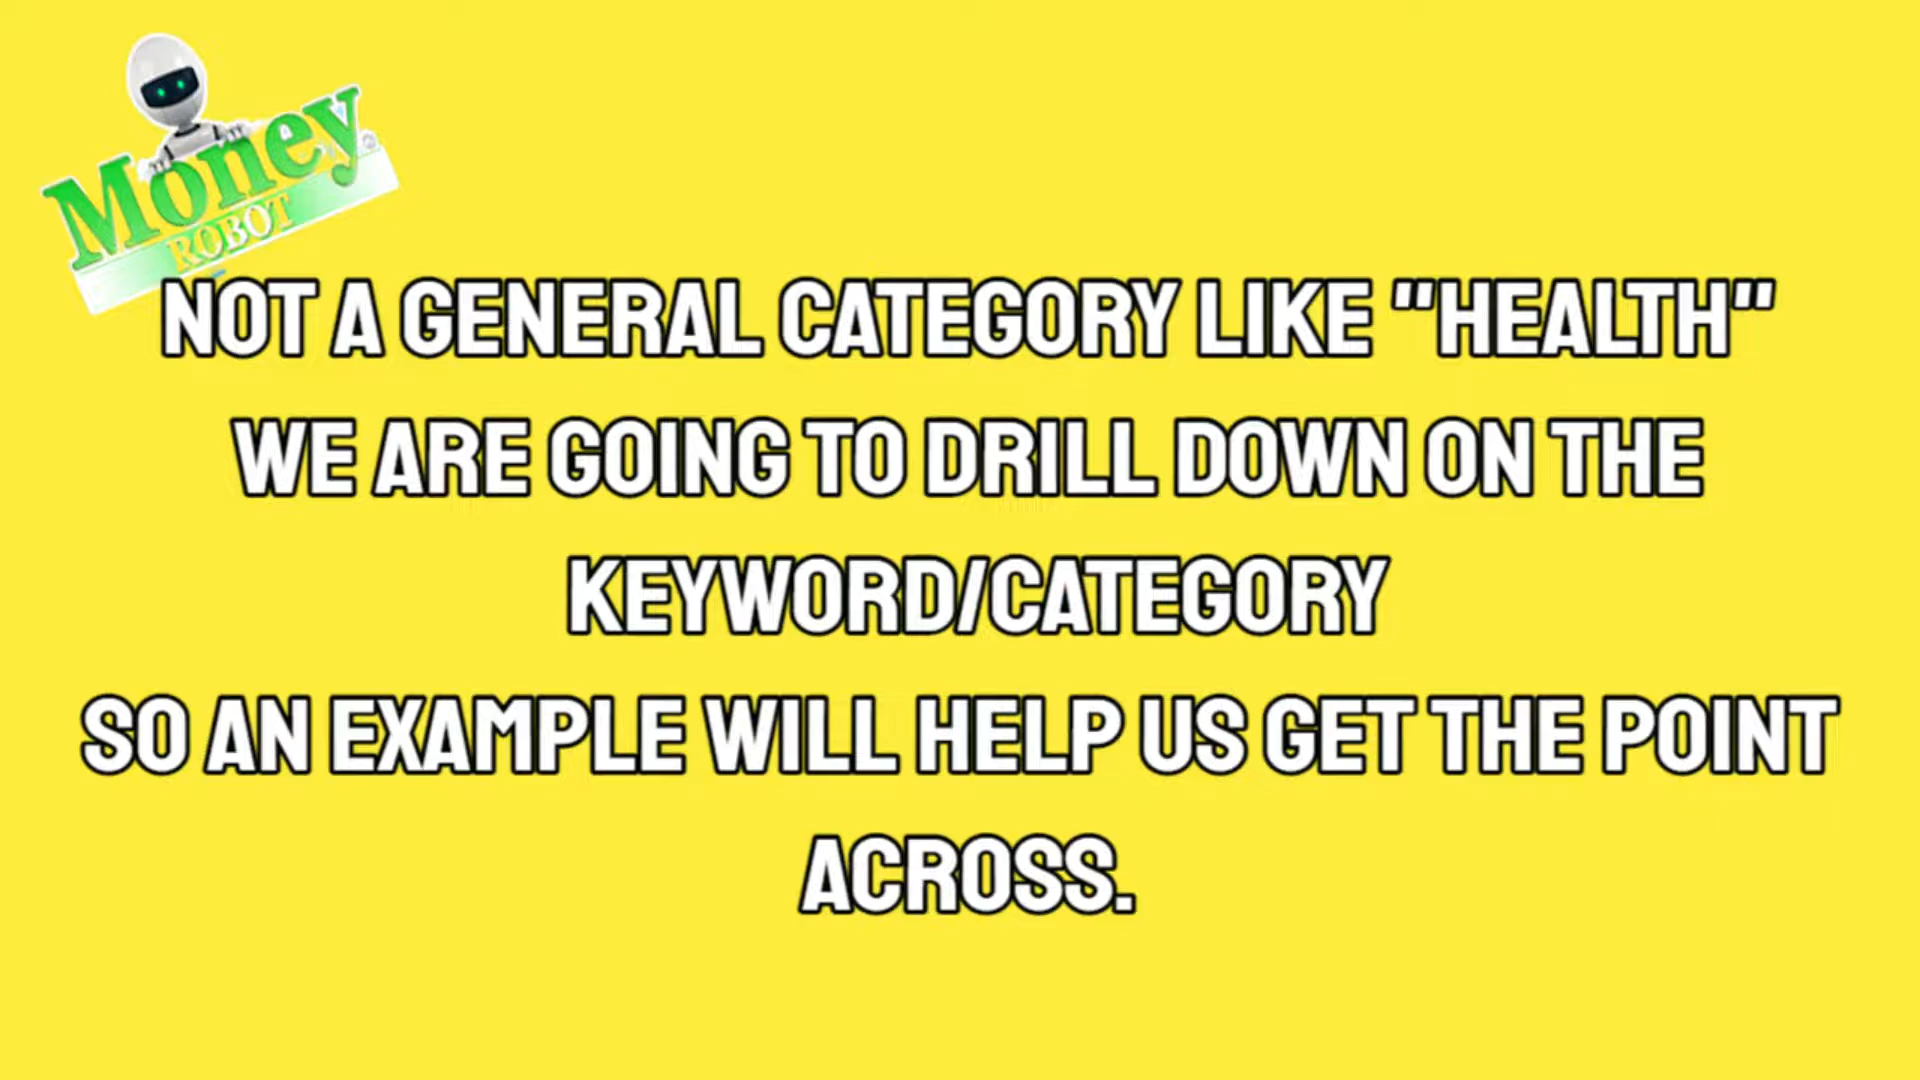 Money
ROBOT
NOT A GENERAL CATEGORY LIKE "HEALTH"
WE ARE GOING TO DRILL DOWN ON THE
KEYWORD/CATEGORY
SO AN EXAMPLE WILL HELP US GET THE POINT
ACROSS.